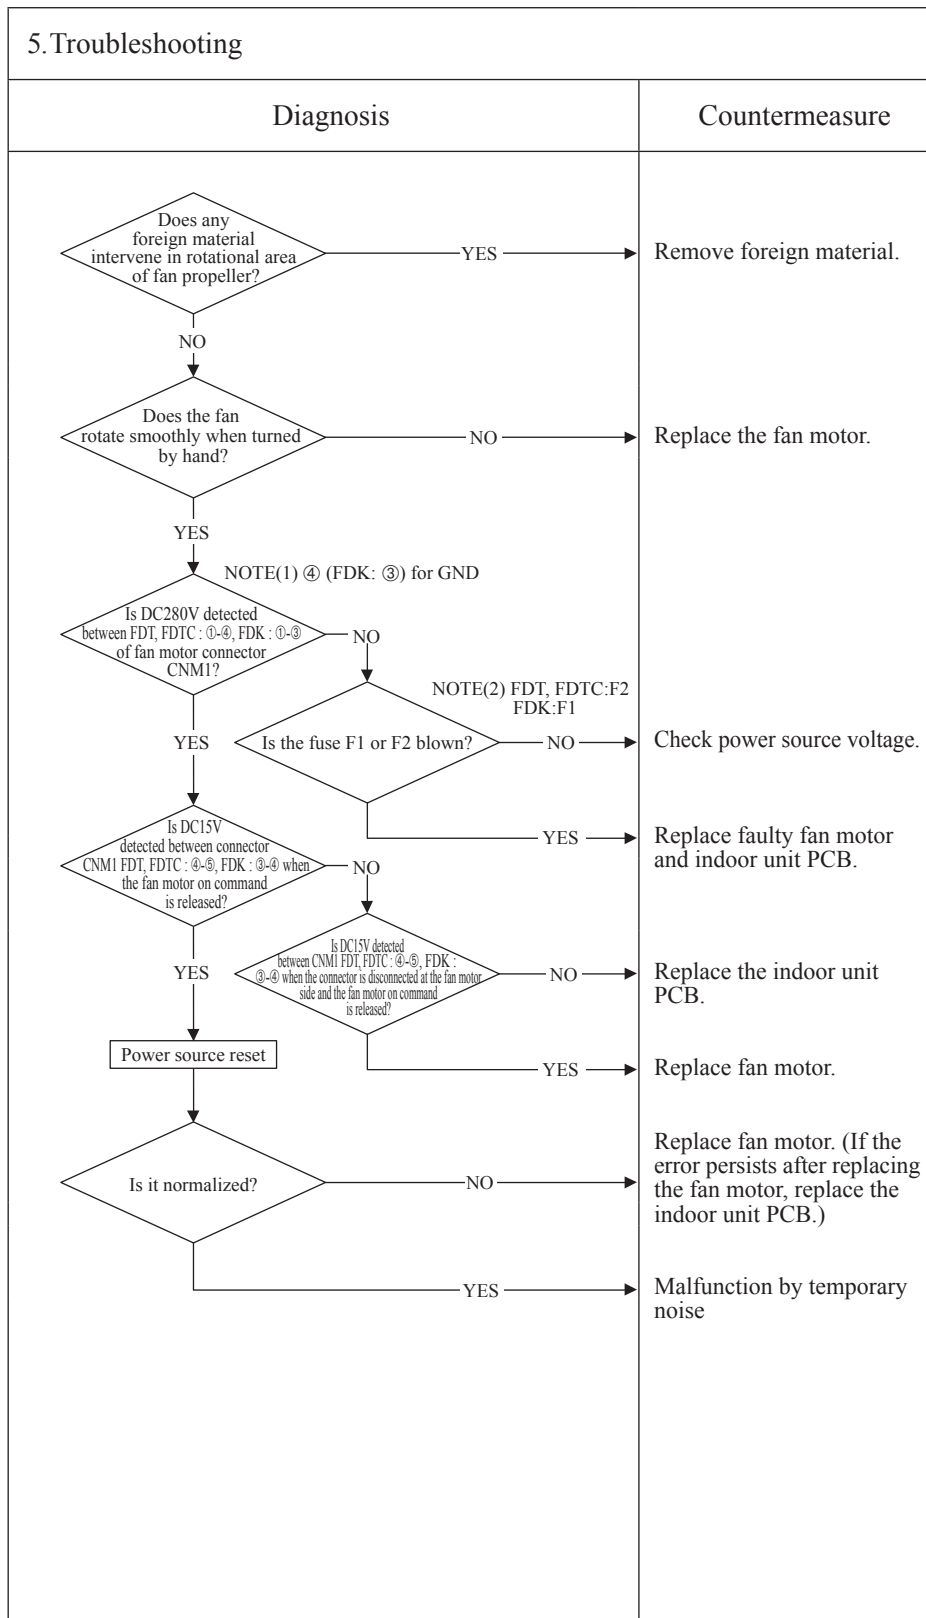 5.Troubleshooting
Diagnosis
Countermeasure
Does any
foreign material
intervene in rotational area
of fan propeller?
YES
Remove foreign material.
NO
Does the fan
rotate smoothly when turned
by hand?
NO
Replace the fan motor.
YES
NOTE(1) ④ (FDK: ③) for GND
Is DC280V detected
between FDT, FDTC : ①-④, FDK : ①-③
of fan motor connector
CNM1?
NO
NOTE(2) FDT, FDTC:F2
FDK:F1
YES
Is the fuse F1 or F2 blown?
NO
Check power source voltage.
YES
Replace faulty fan motor
and indoor unit PCB.
Is DC15V
detected between connector
CNM1 FDT, FDTC : ④-⑤, FDK : ③-④ when
the fan motor on command
is released?
NO
YES
Is DC15V detected
between CNM1 FDT, FDTC : ④-⑤, FDK :
③-④ when the connector is disconnected at the fan motor
side and the fan motor on command
is released?
NO
Replace the indoor unit
PCB.
Power source reset
YES
Replace fan motor.
Is it normalized?
NO
Replace fan motor. (If the
error persists after replacing
the fan motor, replace the
indoor unit PCB.)
YES
Malfunction by temporary
noise